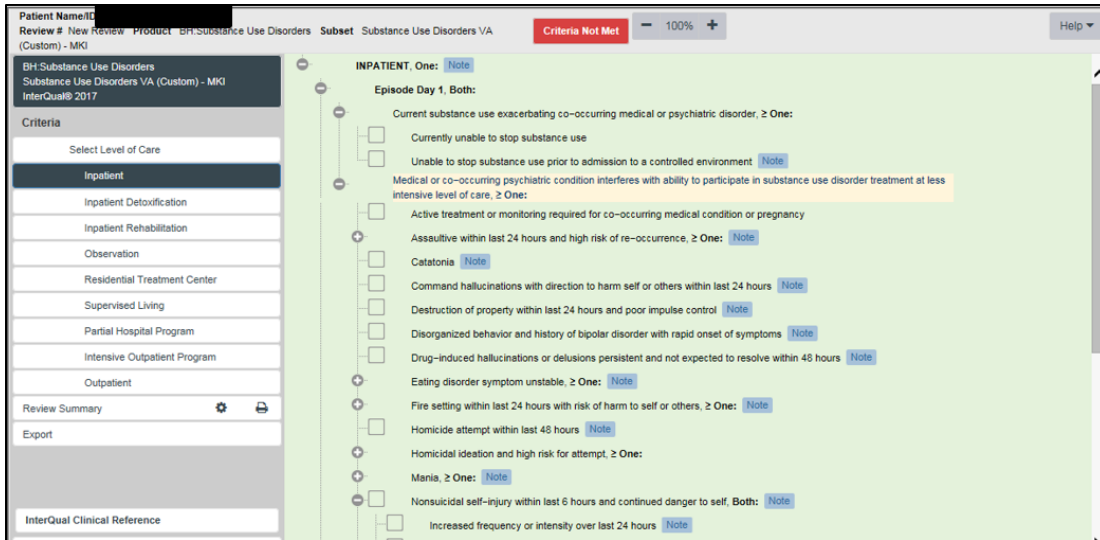 Patient Name/ID
Review # New Review Product BH:Substance Use Disorders Subset Substance Use Disorders VA
(Custom) - MKI
Criteria Not Met
− 100% +
Help
BH:Substance Use Disorders
Substance Use Disorders VA (Custom) - MKI
InterQual® 2017
Criteria
Select Level of Care
Inpatient
Inpatient Detoxification
Inpatient Rehabilitation
Observation
Residential Treatment Center
Supervised Living
Partial Hospital Program
Intensive Outpatient Program
Outpatient
Review Summary
Export
InterQual Clinical Reference
INPATIENT, One: Note
Episode Day 1, Both:
Current substance use exacerbating co-occurring medical or psychiatric disorder, ≥ One:
Currently unable to stop substance use
Unable to stop substance use prior to admission to a controlled environment Note
Medical or co-occurring psychiatric condition interferes with ability to participate in substance use disorder treatment at less
intensive level of care, ≥ One:
Active treatment or monitoring required for co-occurring medical condition or pregnancy
Assaultive within last 24 hours and high risk of re-occurrence, ≥ One: Note
Catatonia Note
Command hallucinations with direction to harm self or others within last 24 hours Note
Destruction of property within last 24 hours and poor impulse control Note
Disorganized behavior and history of bipolar disorder with rapid onset of symptoms Note
Drug-induced hallucinations or delusions persistent and not expected to resolve within 48 hours Note
Eating disorder symptom unstable, ≥ One: Note
Fire setting within last 24 hours with risk of harm to self or others, ≥ One: Note
Homicide attempt within last 48 hours Note
Homicidal ideation and high risk for attempt, ≥ One:
Mania, ≥ One: Note
Nonsuicidal self-injury within last 6 hours and continued danger to self, Both: Note
Increased frequency or intensity over last 24 hours Note